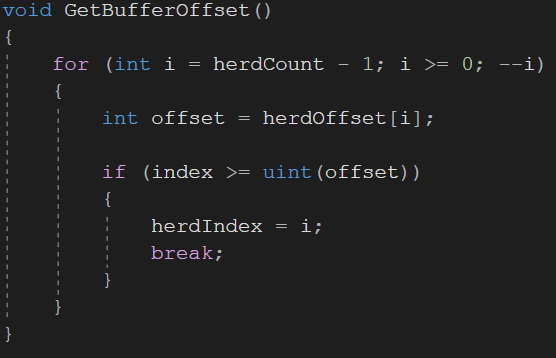 void GetBufferOffset()
{
    for (int i = herdCount - 1; i >= 0; --i)
    {
        int offset = herdOffset[i];

        if (index >= uint(offset))
        {
            herdIndex = i;
            break;
        }
    }
}